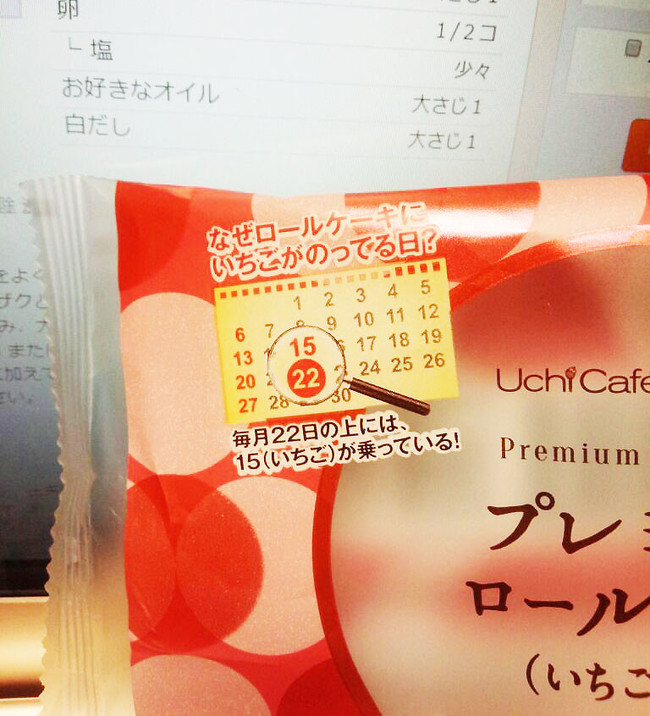 卵
1/2コ
└ 塩
少々
お好きなオイル
大さじ1
白だし
大さじ1
なぜロールケーキに
いちごがのってる日?
1 2 3 4 5
6 7 8 9 10 11 12
13 15 17 18 19
20 22 24 25 26
27 28 30
毎月22日の上には、
15(いちご)が乗っている!
Uchi Café
Premium
プレミ
ロール
(いちご